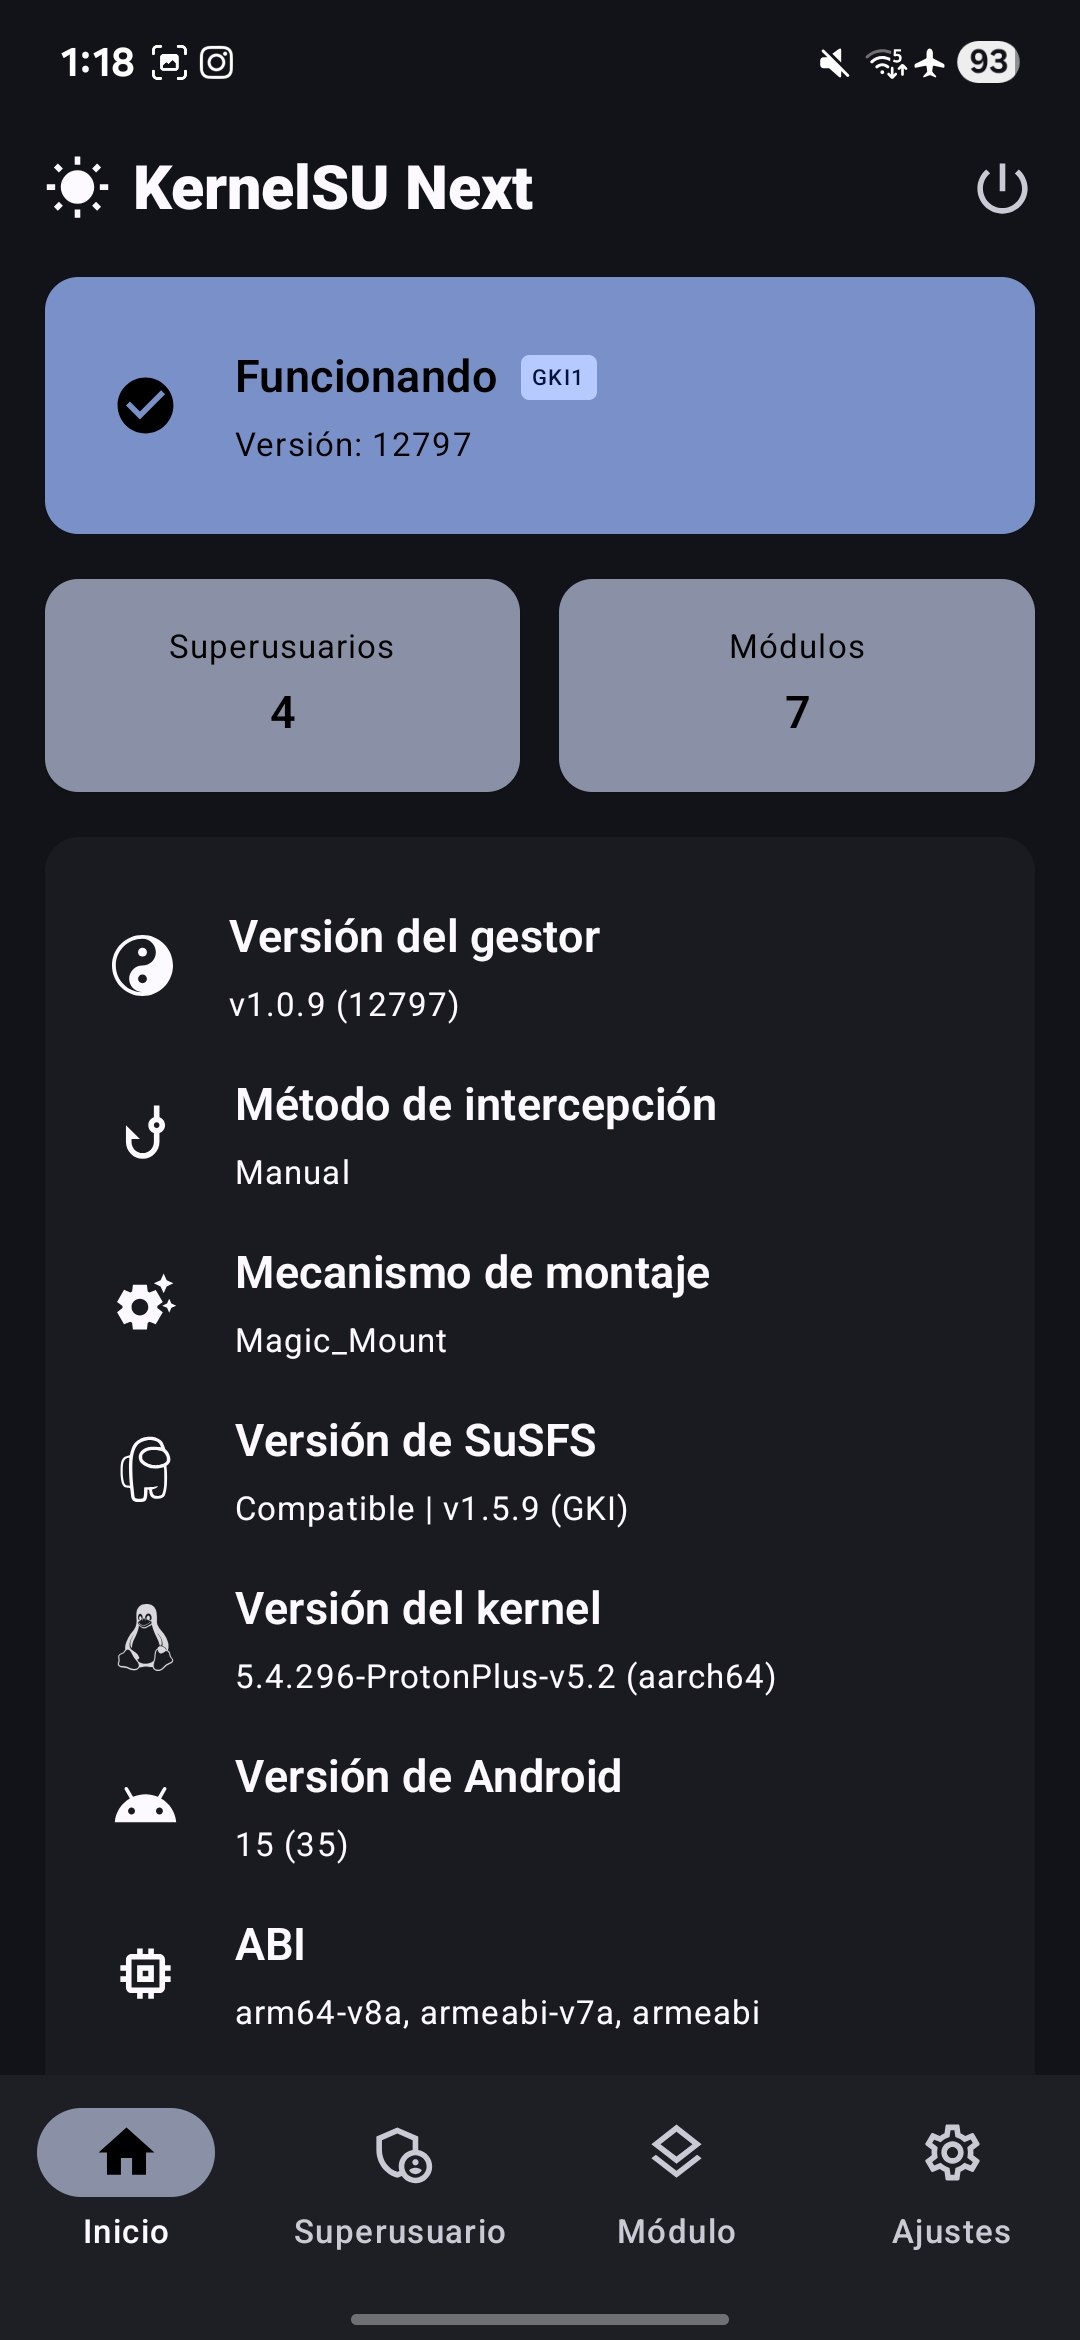 1:18
5
93
KernelSU Next
Funcionando GKI1
Versión: 12797
Superusuarios
4
Módulos
7
Versión del gestor
v1.0.9 (12797)
Método de intercepción
Manual
Mecanismo de montaje
Magic_Mount
Versión de SuSFS
Compatible | v1.5.9 (GKI)
Versión del kernel
5.4.296-ProtonPlus-v5.2 (aarch64)
Versión de Android
15 (35)
ABI
arm64-v8a, armeabi-v7a, armeabi
Inicio
Superusuario
Módulo
Ajustes